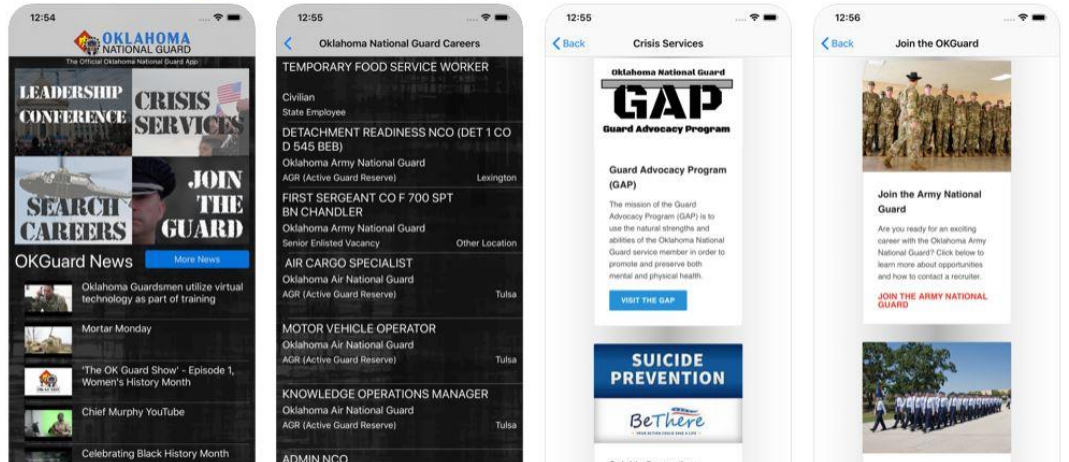 12:54
OKLAHOMA
NATIONAL GUARD
The Official Oklahoma National Guard App
LEADERSHIP
CONFERENCE
CRISIS
SERVICES
SEARCH
CAREERS
JOIN
THE
GUARD
OKGuard News
More News
Oklahoma Guardsmen utilize virtual
technology as part of training
Mortar Monday
'The OK Guard Show' - Episode 1,
Women's History Month
Chief Murphy YouTube
Celebrating Black History Month
12:55
Oklahoma National Guard Careers
TEMPORARY FOOD SERVICE WORKER
Civilian
State Employee
DETACHMENT READINESS NCO (DET 1 CO
D 545 BEB)
Oklahoma Army National Guard
AGR (Active Guard Reserve) Lexington
FIRST SERGEANT CO F 700 SPT
BN CHANDLER
Oklahoma Army National Guard
Senior Enlisted Vacancy Other Location
AIR CARGO SPECIALIST
Oklahoma Air National Guard
AGR (Active Guard Reserve) Tulsa
MOTOR VEHICLE OPERATOR
Oklahoma Air National Guard
AGR (Active Guard Reserve) Tulsa
KNOWLEDGE OPERATIONS MANAGER
Oklahoma Air National Guard
AGR (Active Guard Reserve) Tulsa
ADMIN NCO
12:55
Back Crisis Services
Oklahoma National Guard
GAP
Guard Advocacy Program
Guard Advocacy Program
(GAP)
The mission of the Guard
Advocacy Program (GAP) is to
use the natural strengths and
abilities of the Oklahoma National
Guard service member in order to
promote and preserve both
mental and physical health.
VISIT THE GAP
SUICIDE
PREVENTION
BeThere
YOUR ACTION COULD SAVE A LIFE
12:56
Back Join the OKGuard
Join the Army National
Guard
Are you ready for an exciting
career with the Oklahoma Army
National Guard? Click below to
learn more about opportunities
and how to contact a recruiter.
JOIN THE ARMY NATIONAL
GUARD